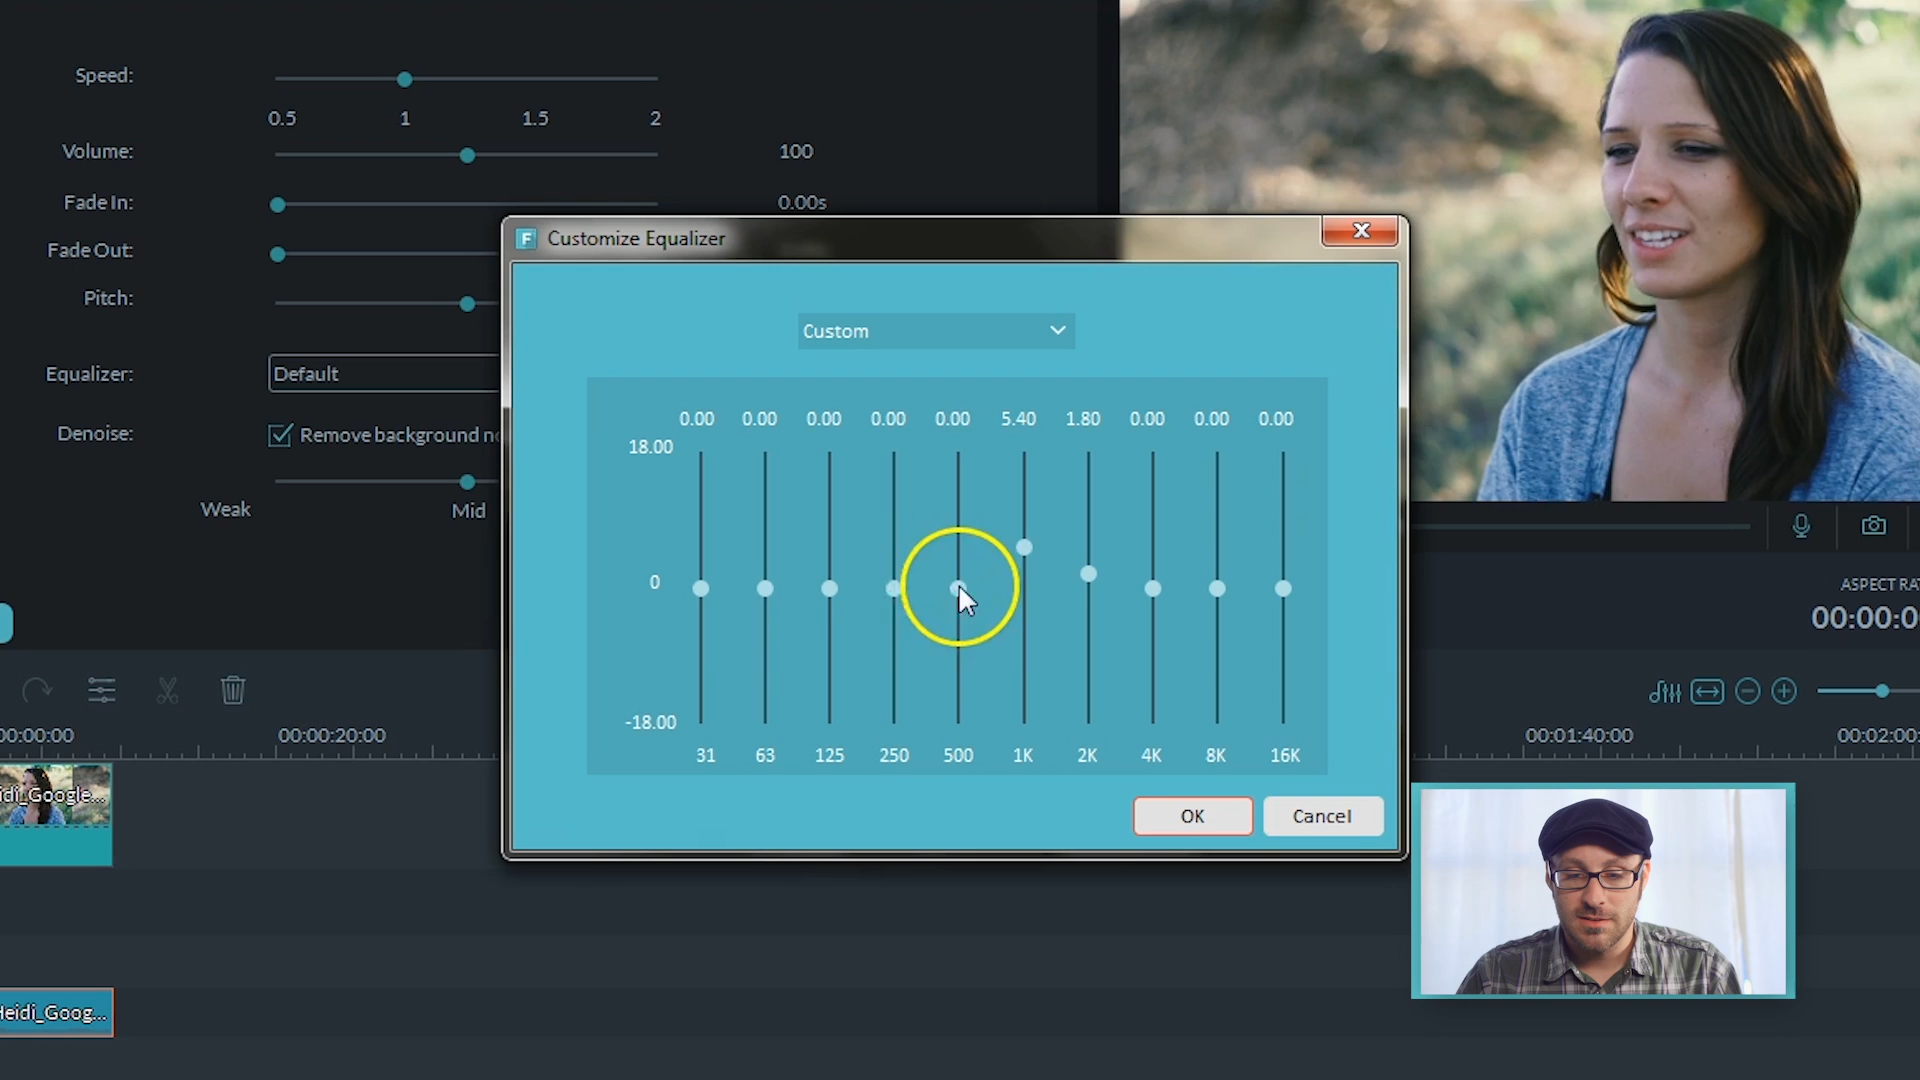 Speed:
0.5 1 1.5 2
Volume: 100
Fade In: 0.00s
Fade Out:
Pitch:
Equalizer: Default
Denoise: Remove background no
Weak Mid
F Customize Equalizer
Custom
0.00 0.00 0.00 0.00 0.00 5.40 1.80 0.00 0.00 0.00
18.00
0
-18.00
31 63 125 250 500 1K 2K 4K 8K 16K
OK Cancel
ASPECT RAT
00:00:0
00:00:00 00:00:20:00 00:01:40:00 00:02:00:
idi_Google...
Heidi_Goog...